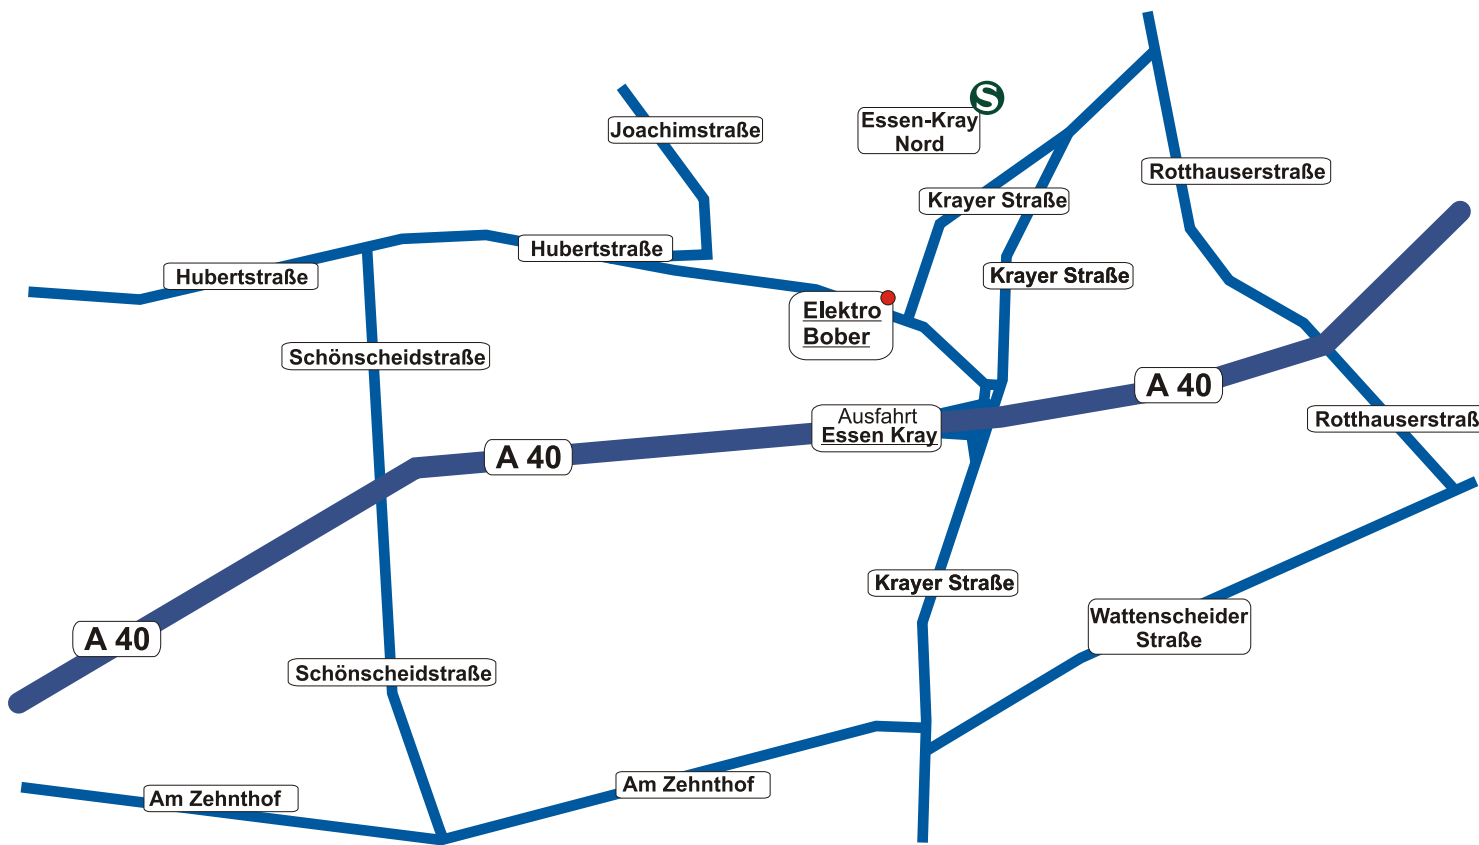 S
Essen-Kray
Nord
Joachimstraße
Rotthauserstraße
Krayer Straße
Hubertstraße
Hubertstraße
Krayer Straße
Elektro
Bober
Schönscheidstraße
A 40
Ausfahrt
Essen Kray
Rotthauserstraß
A 40
Krayer Straße
Wattenscheider
Straße
A 40
Schönscheidstraße
Am Zehnthof
Am Zehnthof